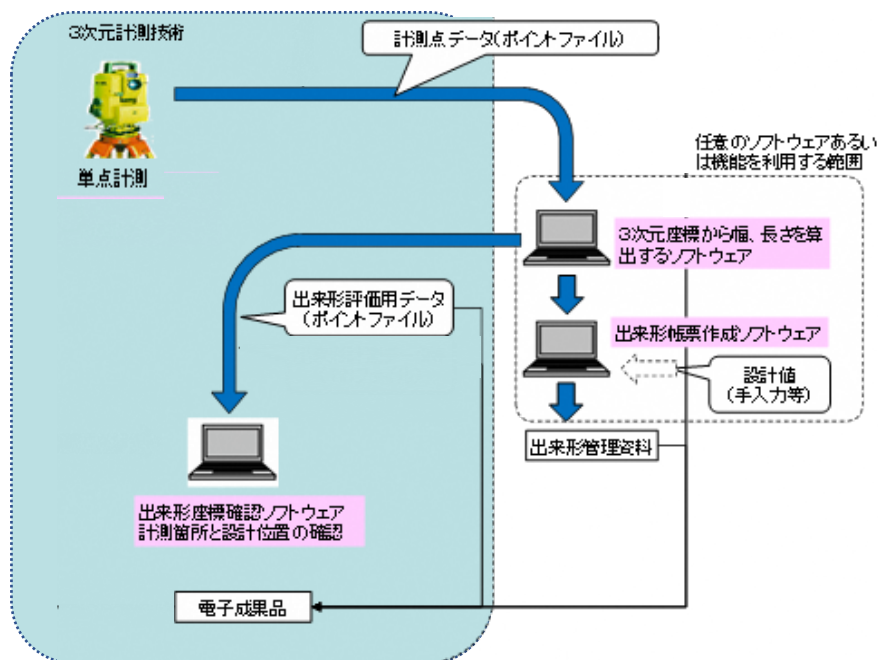 3次元計測技術
計測点データ(ポイントファイル)
単点計測
任意のソフトウェアあるい
は機能を利用する範囲
3次元座標から幅、長さを算
出するソフトウェア
出来形評価用データ
(ポイントファイル)
出来形帳票作成ソフトウェア
設計値
(手入力等)
出来形管理資料
出来形座標確認ソフトウェア
計測箇所と設計位置の確認
電子成果品